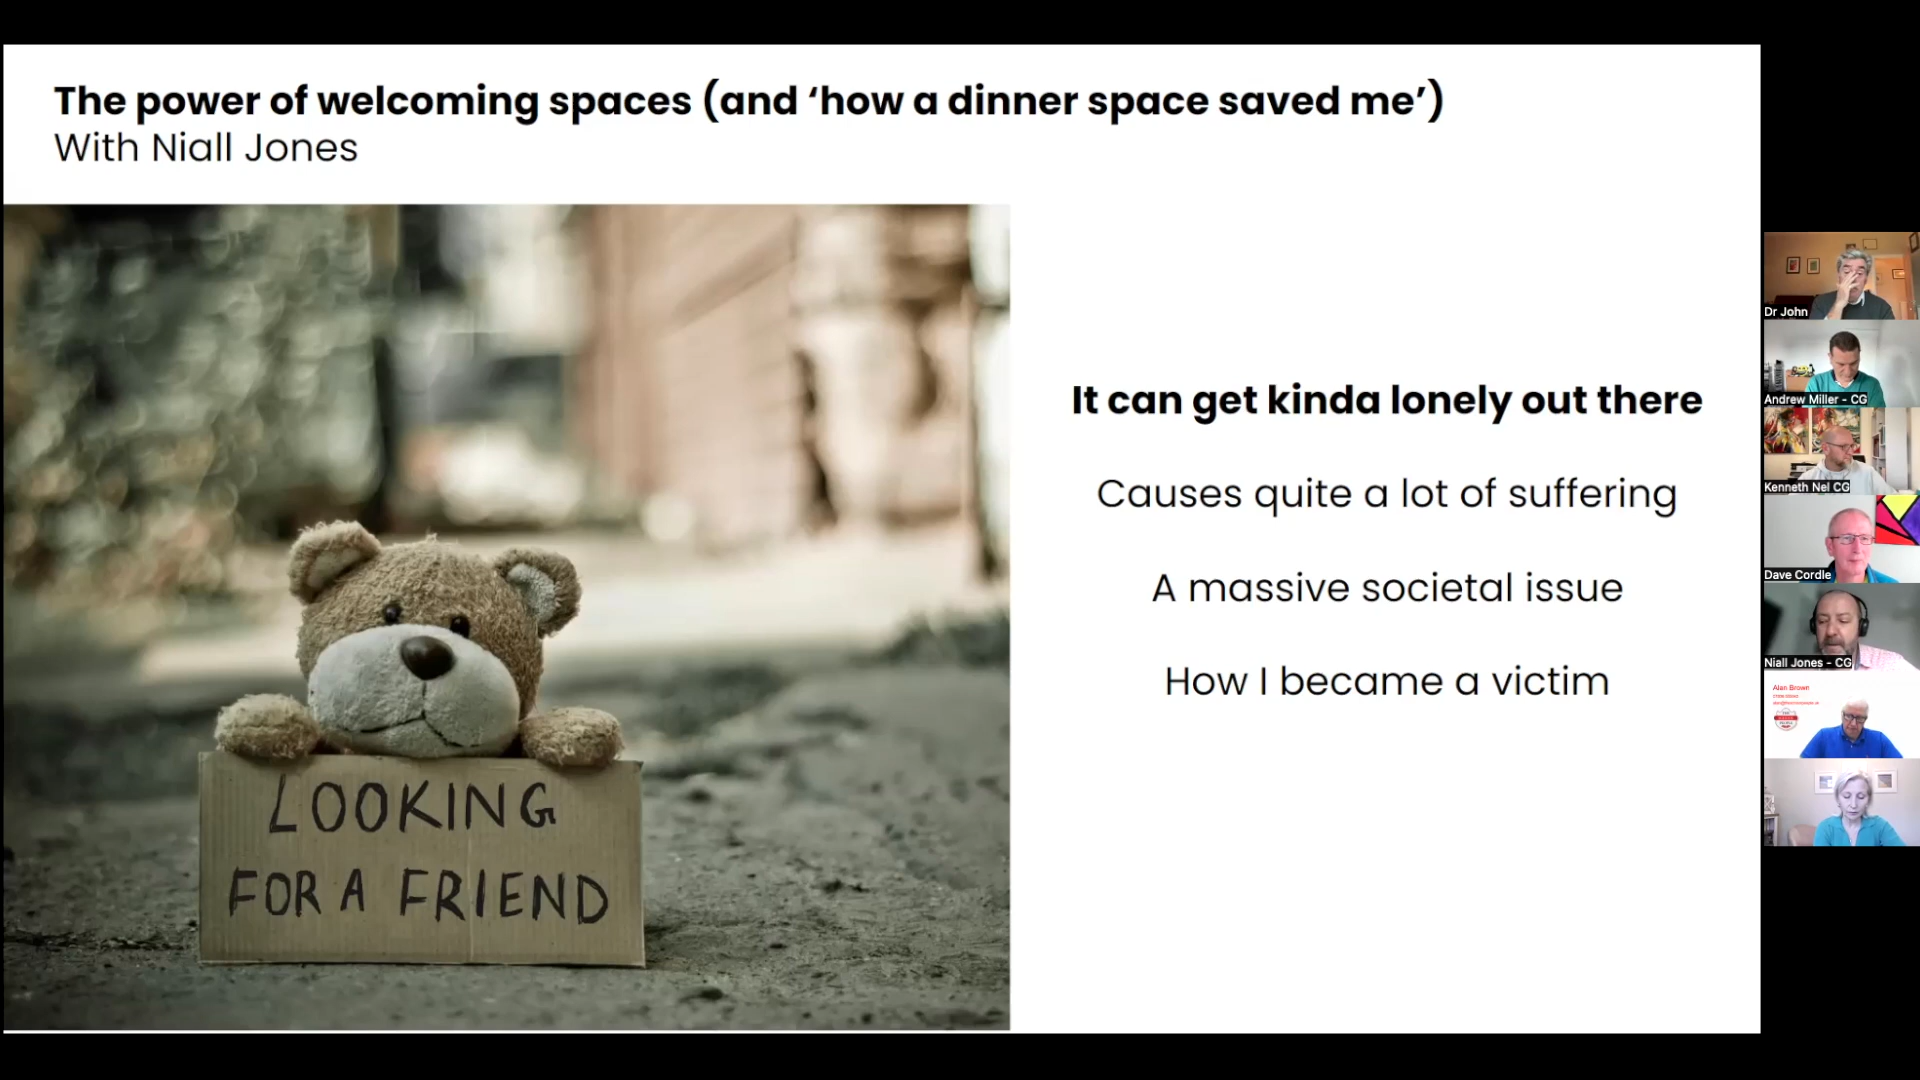 The power of welcoming spaces (and ‘how a dinner space saved me’)
With Niall Jones
LOOKING
FOR A FRIEND
It can get kinda lonely out there
Causes quite a lot of suffering
A massive societal issue
How I became a victim
Dr John
Andrew Miller - CG
Kenneth Nel CG
Dave Cordle
Niall Jones - CG
Alan Brown